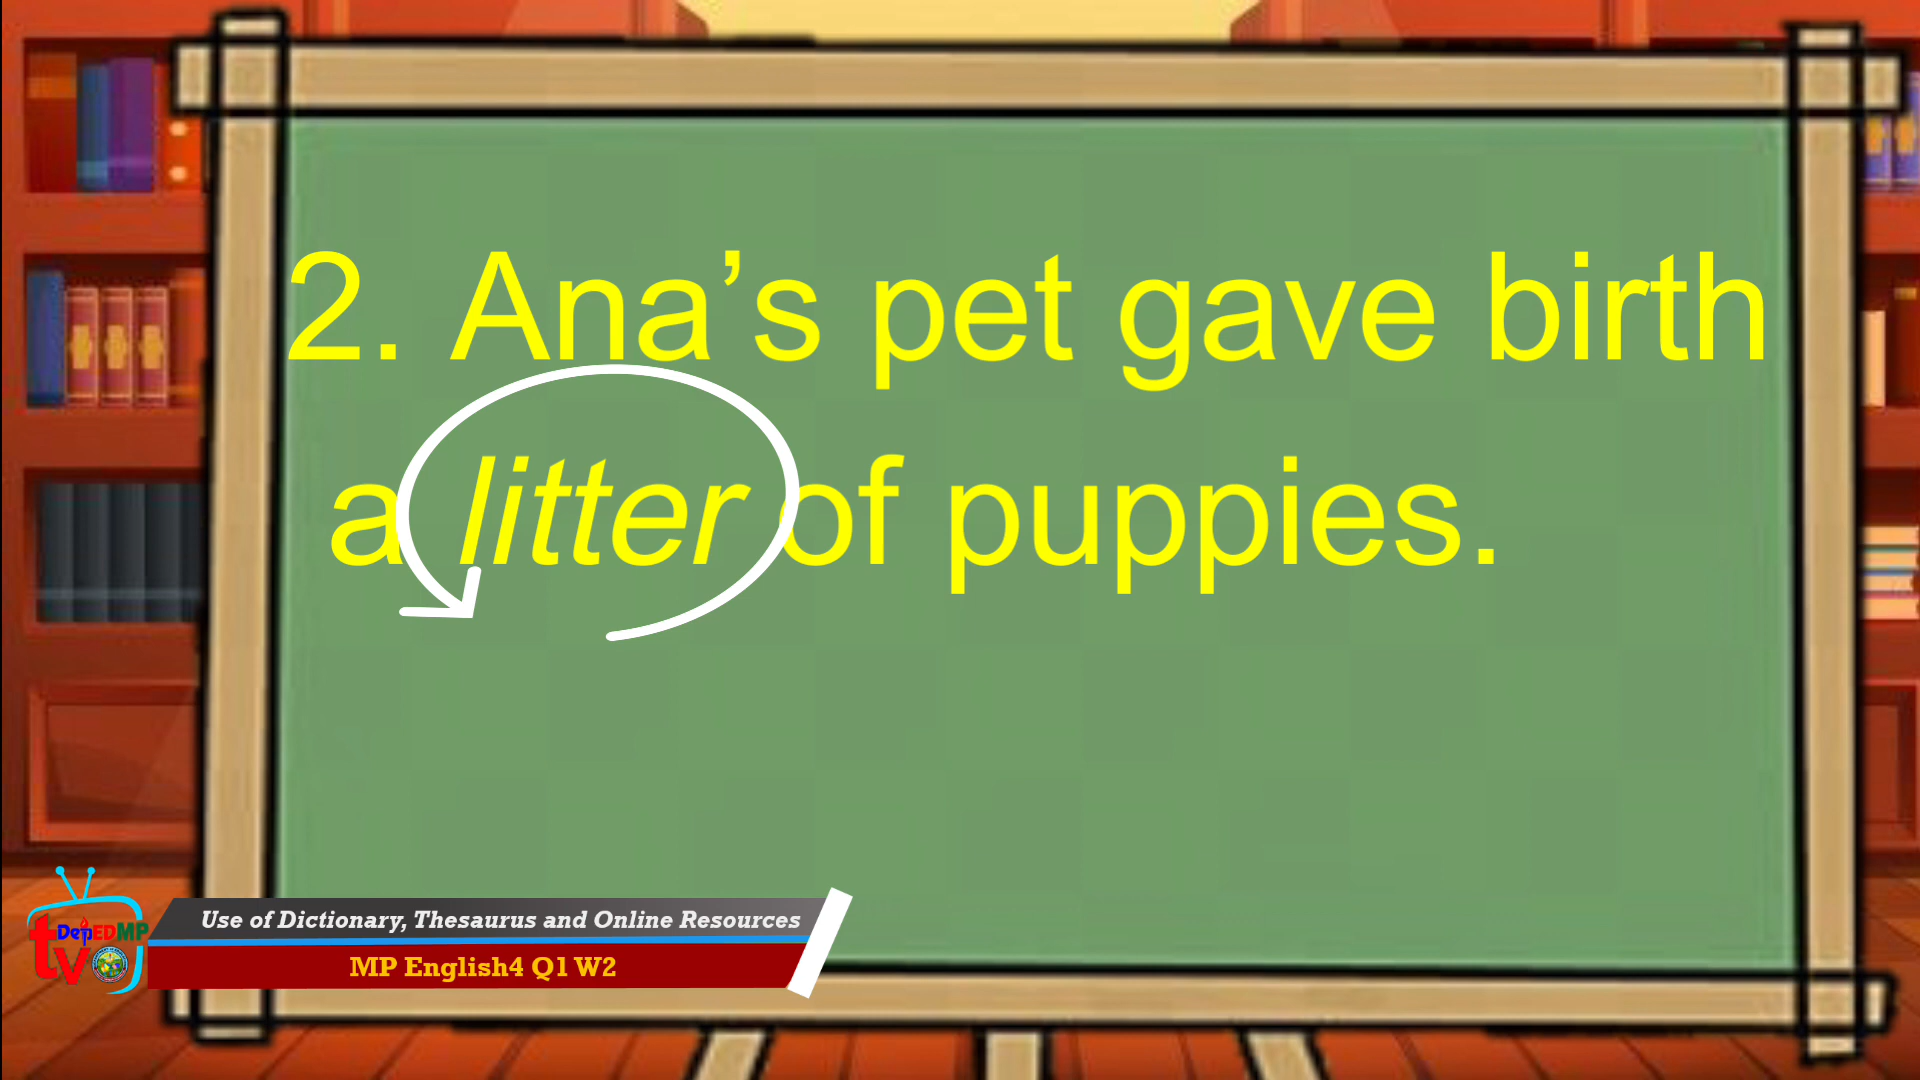 2. Ana’s pet gave birth
a litter of puppies.
Use of Dictionary, Thesaurus and Online Resources
MP English4 Q1 W2
DepEDMP
tv